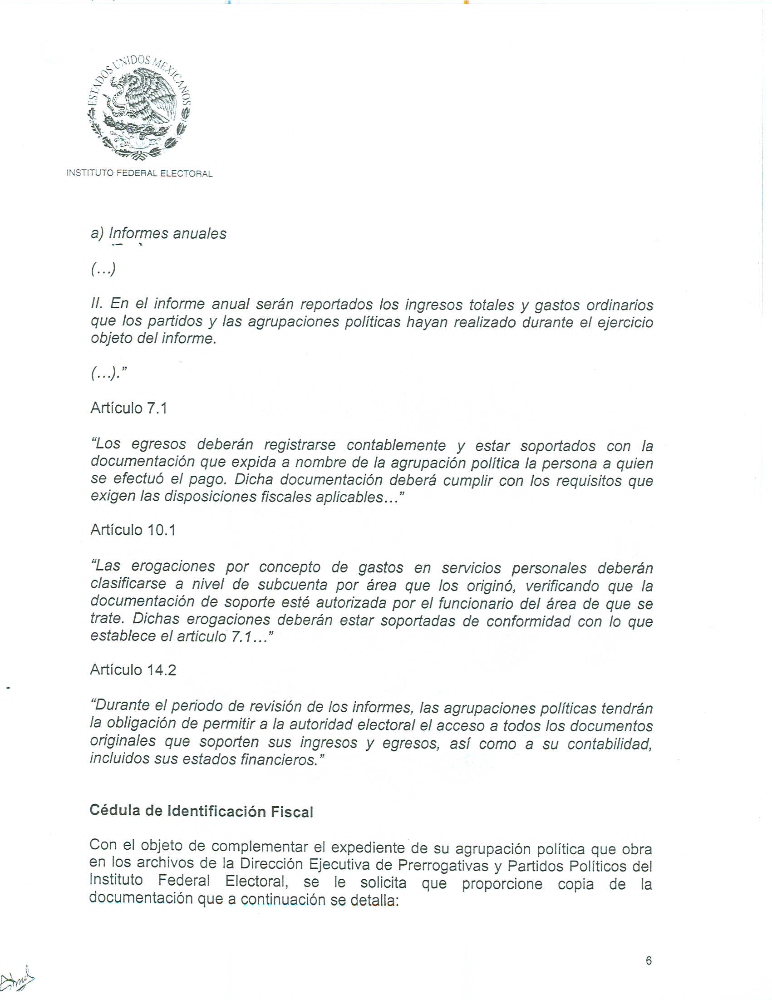 ESTADOS UNIDOS MEXICANOS
INSTITUTO FEDERAL ELECTORAL
a) Informes anuales
(...)
II. En el informe anual serán reportados los ingresos totales y gastos ordinarios
que los partidos y las agrupaciones políticas hayan realizado durante el ejercicio
objeto del informe.
(...).”
Artículo 7.1
“Los egresos deberán registrarse contablemente y estar soportados con la
documentación que expida a nombre de la agrupación política la persona a quien
se efectuó el pago. Dicha documentación deberá cumplir con los requisitos que
exigen las disposiciones fiscales aplicables...”
Artículo 10.1
“Las erogaciones por concepto de gastos en servicios personales deberán
clasificarse a nivel de subcuenta por área que los originó, verificando que la
documentación de soporte esté autorizada por el funcionario del área de que se
trate. Dichas erogaciones deberán estar soportadas de conformidad con lo que
establece el articulo 7.1...”
Artículo 14.2
“Durante el periodo de revisión de los informes, las agrupaciones políticas tendrán
la obligación de permitir a la autoridad electoral el acceso a todos los documentos
originales que soporten sus ingresos y egresos, así como a su contabilidad,
incluidos sus estados financieros.”
Cédula de Identificación Fiscal
Con el objeto de complementar el expediente de su agrupación política que obra
en los archivos de la Dirección Ejecutiva de Prerrogativas y Partidos Políticos del
Instituto Federal Electoral, se le solicita que proporcione copia de la
documentación que a continuación se detalla:
6